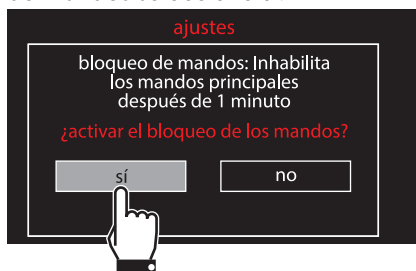 ajustes
bloqueo de mandos: Inhabilita
los mandos principales
después de 1 minuto
¿activar el bloqueo de los mandos?
sí
no